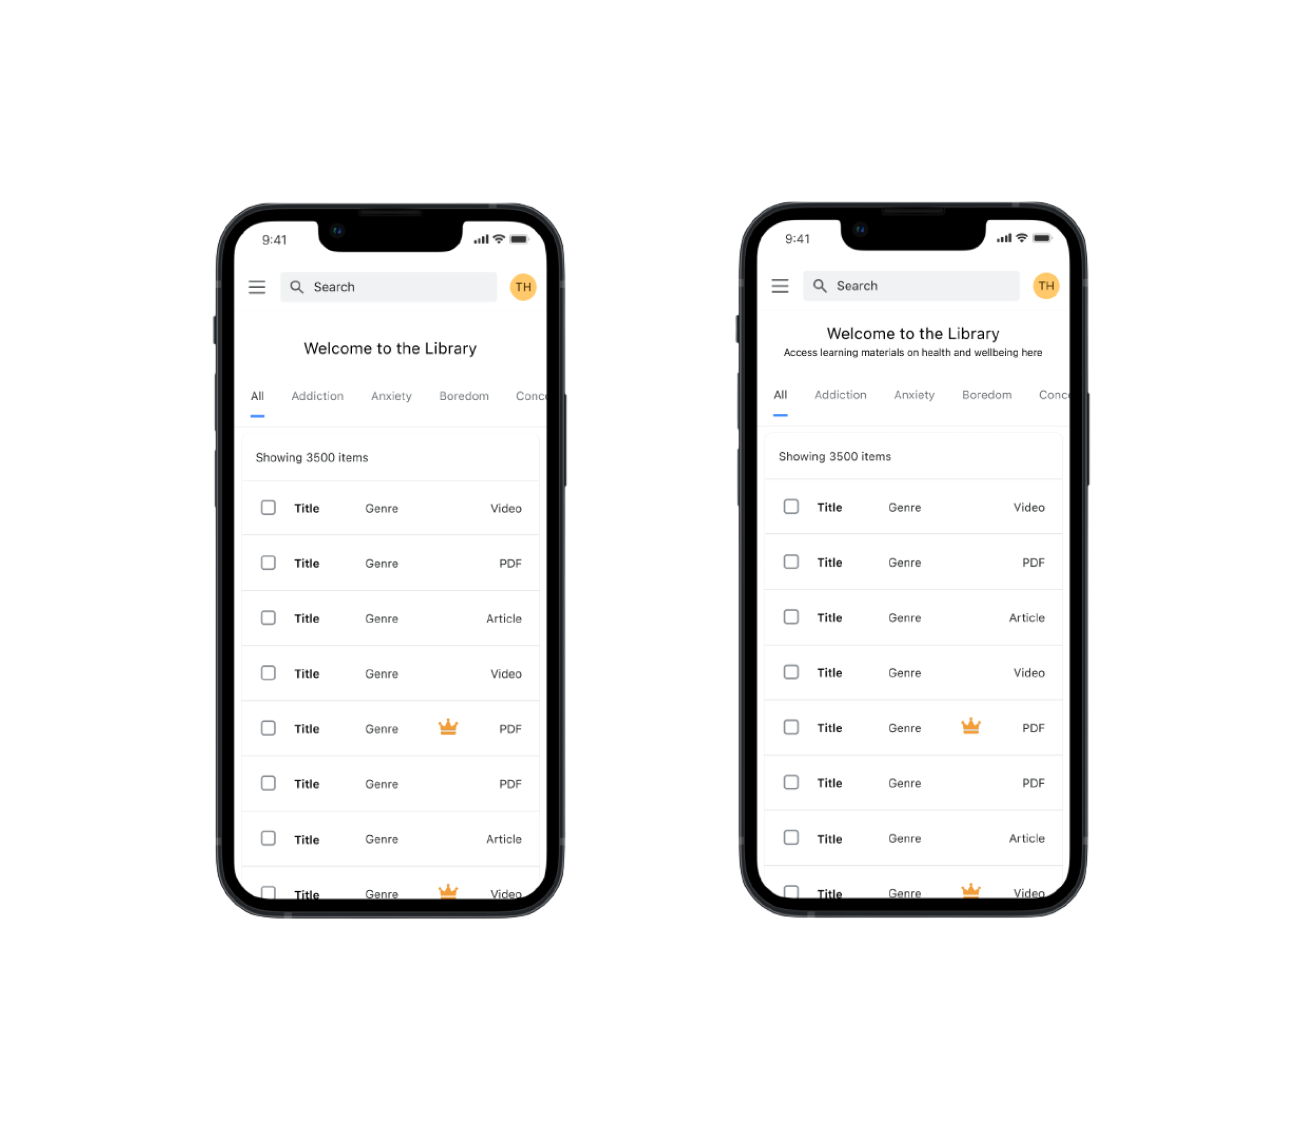 9:41
Search
TH
Welcome to the Library
All Addiction Anxiety Boredom Conce
Showing 3500 items
Title Genre Video
Title Genre PDF
Title Genre Article
Title Genre Video
Title Genre PDF
Title Genre PDF
Title Genre Article
Title Genre Video
9:41
Search
TH
Welcome to the Library
Access learning materials on health and wellbeing here
All Addiction Anxiety Boredom Conc
Showing 3500 items
Title Genre Video
Title Genre PDF
Title Genre Article
Title Genre Video
Title Genre PDF
Title Genre PDF
Title Genre Article
Title Genre Video